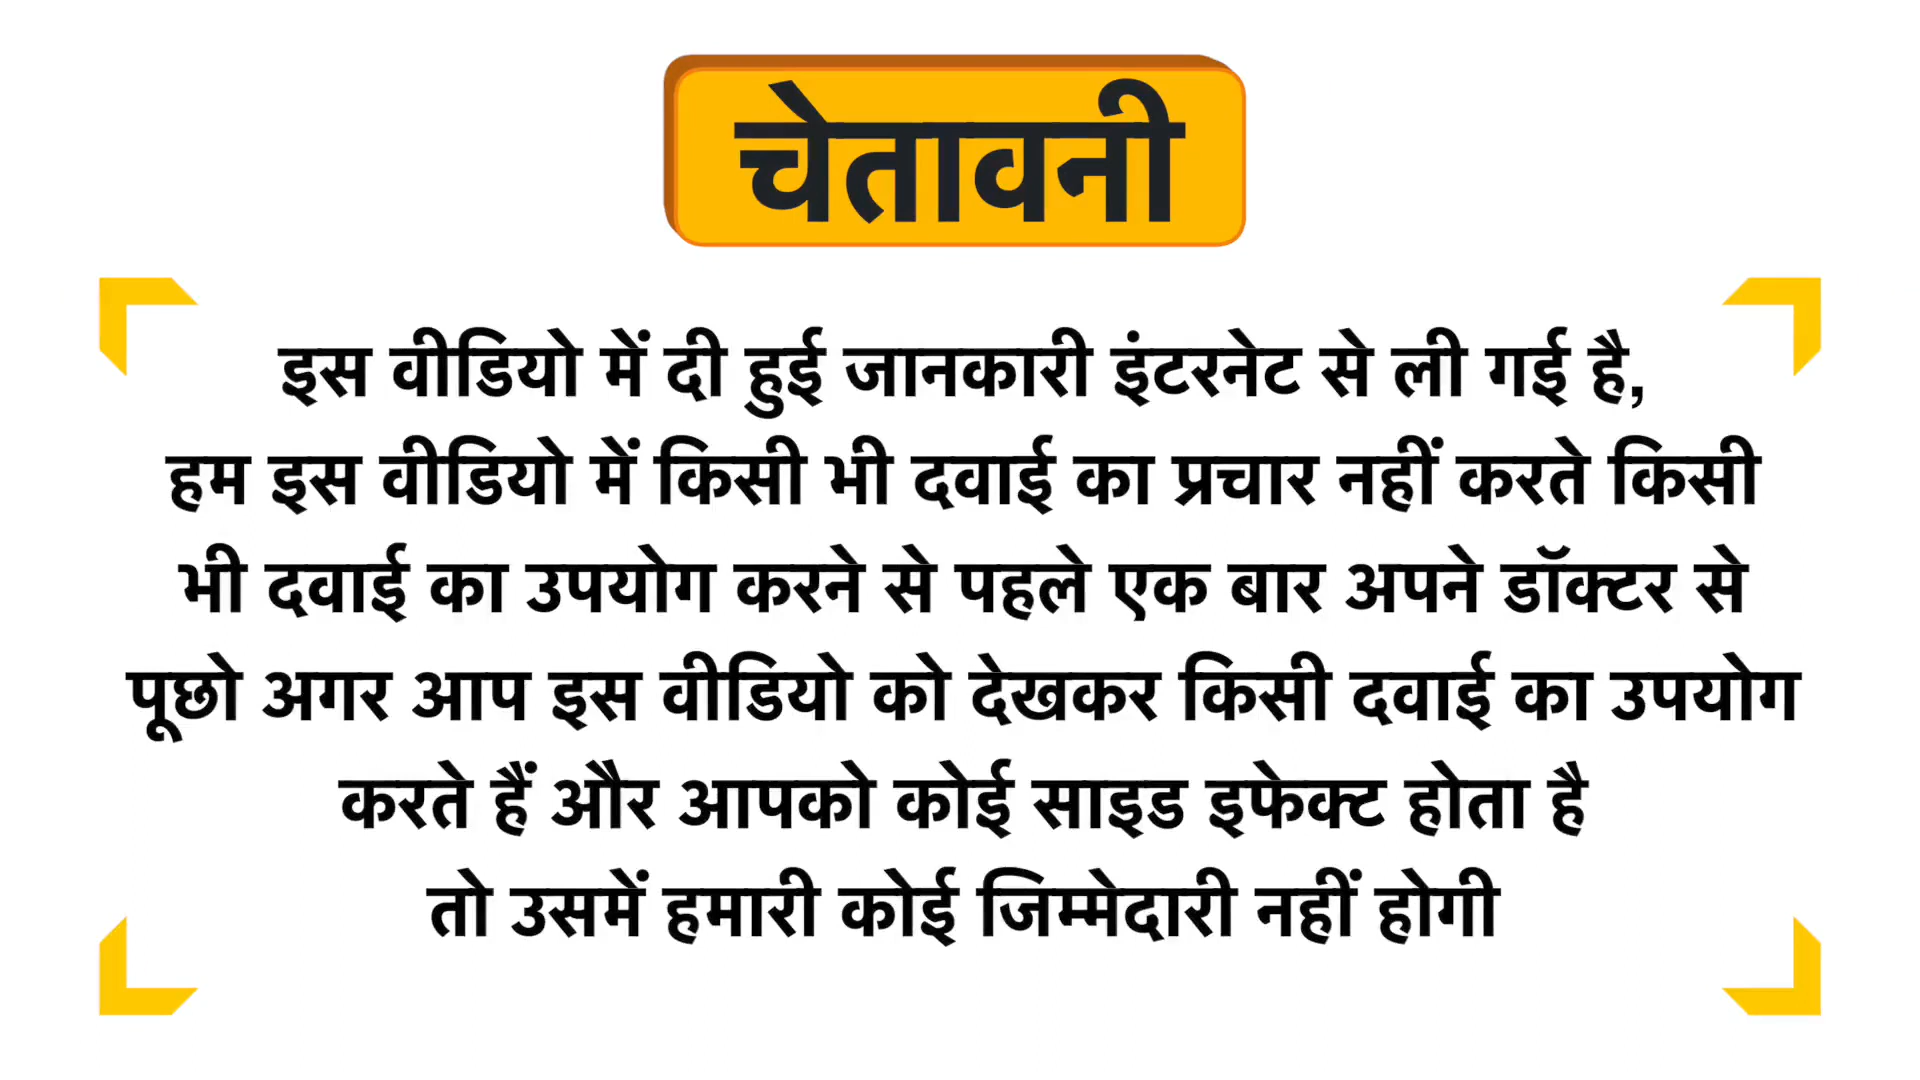 चेतावनी
इस वीडियो में दी हुई जानकारी इंटरनेट से ली गई है,
हम इस वीडियो में किसी भी दवाई का प्रचार नहीं करते किसी
भी दवाई का उपयोग करने से पहले एक बार अपने डॉक्टर से
पूछो अगर आप इस वीडियो को देखकर किसी दवाई का उपयोग
करते हैं और आपको कोई साइड इफेक्ट होता है
तो उसमें हमारी कोई जिम्मेदारी नहीं होगी